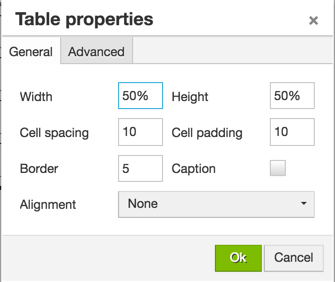 Table properties ×
General Advanced
Width 50% Height 50%
Cell spacing 10 Cell padding 10
Border 5 Caption
Alignment None
Ok Cancel